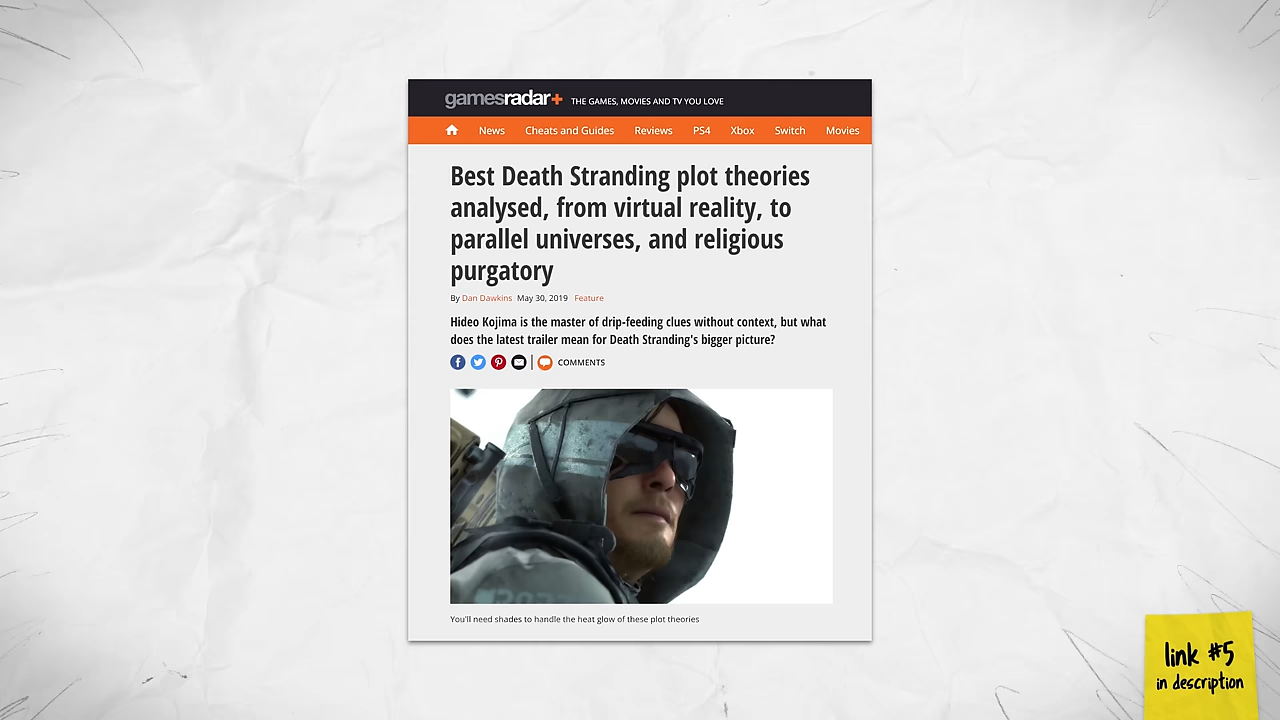 gamesradar+ THE GAMES, MOVIES AND TV YOU LOVE
News Cheats and Guides Reviews PS4 Xbox Switch Movies
Best Death Stranding plot theories
analysed, from virtual reality, to
parallel universes, and religious
purgatory
By Dan Dawkins May 30, 2019 Feature
Hideo Kojima is the master of drip-feeding clues without context, but what
does the latest trailer mean for Death Stranding's bigger picture?
COMMENTS
You'll need shades to handle the heat glow of these plot theories
link #5
in description